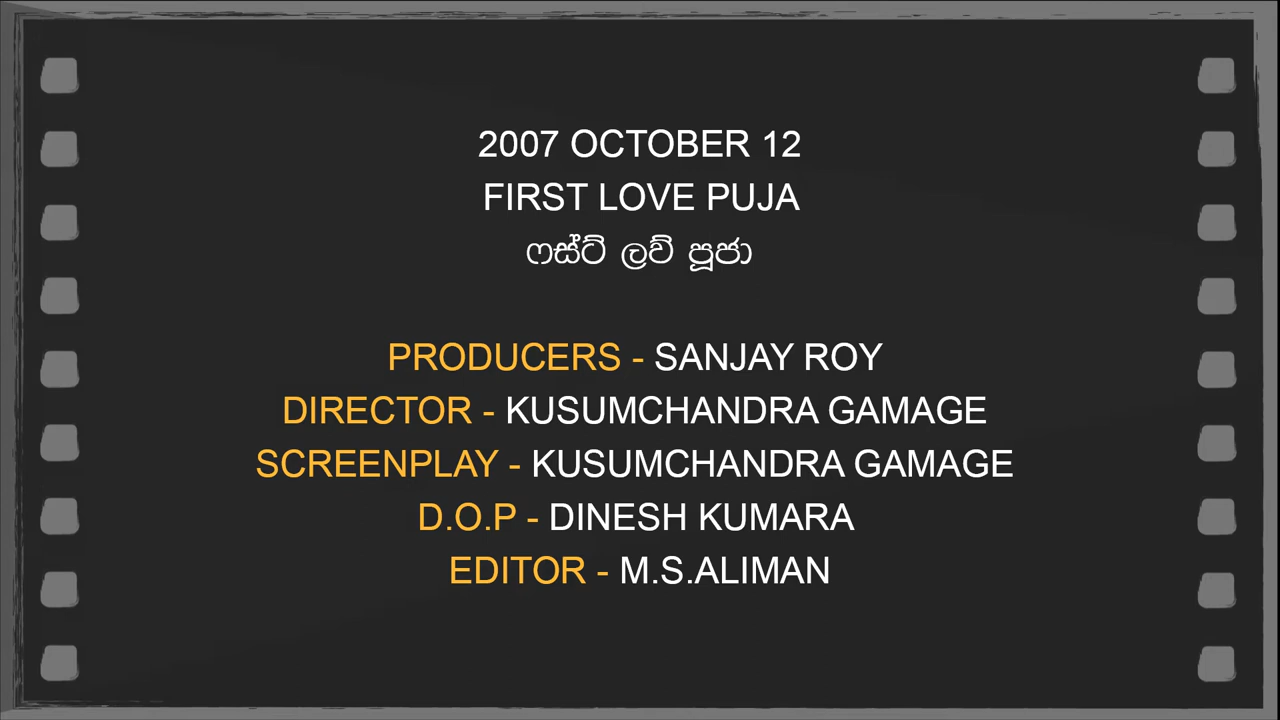 2007 OCTOBER 12
FIRST LOVE PUJA
ෆස්ට් ලව් පූජා
PRODUCERS - SANJAY ROY
DIRECTOR - KUSUMCHANDRA GAMAGE
SCREENPLAY - KUSUMCHANDRA GAMAGE
D.O.P - DINESH KUMARA
EDITOR - M.S.ALIMAN